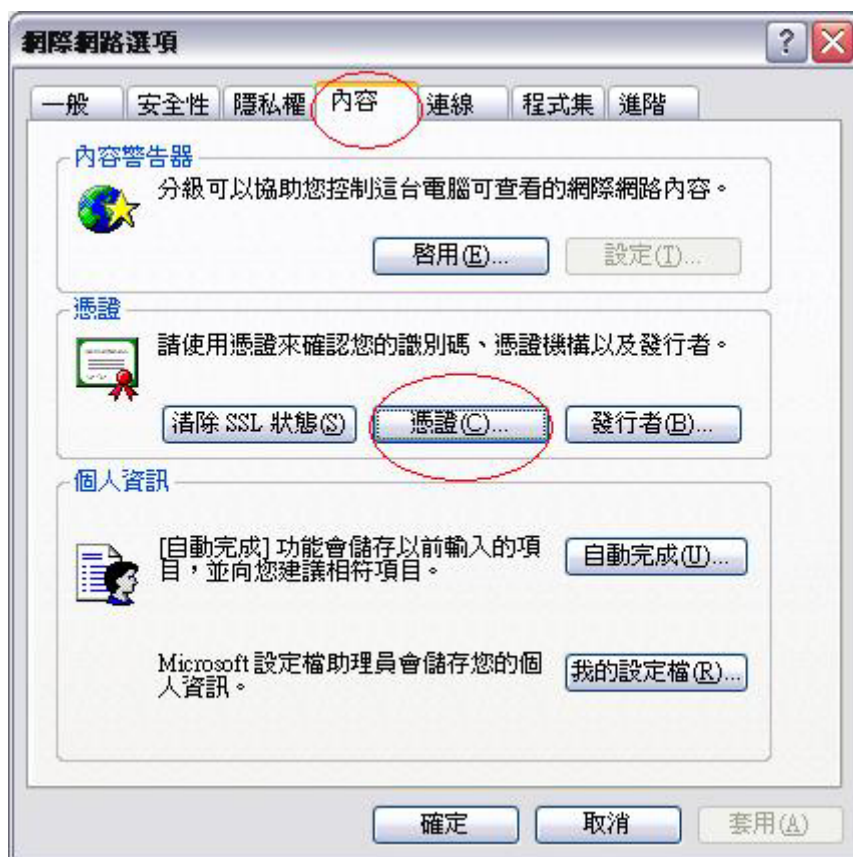 網際網路選項
一般 安全性 隱私權 內容 連線 程式集 進階
內容警告器
分級可以協助您控制這台電腦可查看的網際網路內容。
啓用(E)... 設定(T)...
憑證
請使用憑證來確認您的識別碼、憑證機構以及發行者。
清除 SSL 狀態(S) 憑證(C)... 發行者(B)...
個人資訊
[自動完成] 功能會儲存以前輸入的項
目，並向您建議相符項目。
自動完成(U)...
Microsoft 設定檔助理員會儲存您的個
人資訊。
我的設定檔(R)...
確定 取消 套用(A)